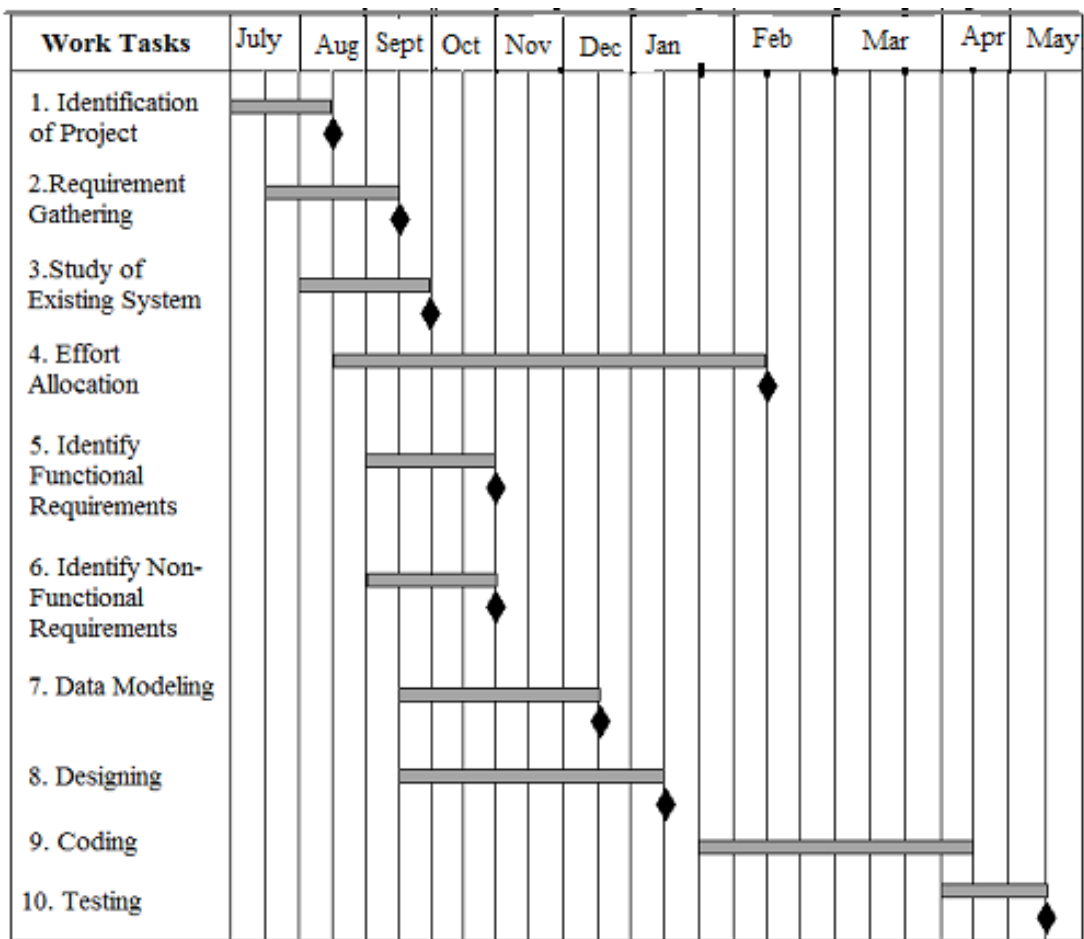 Work Tasks July Aug Sept Oct Nov Dec Jan Feb Mar Apr May
1. Identification
of Project
2.Requirement
Gathering
3.Study of
Existing System
4. Effort
Allocation
5. Identify
Functional
Requirements
6. Identify Non-
Functional
Requirements
7. Data Modeling
8. Designing
9. Coding
10. Testing